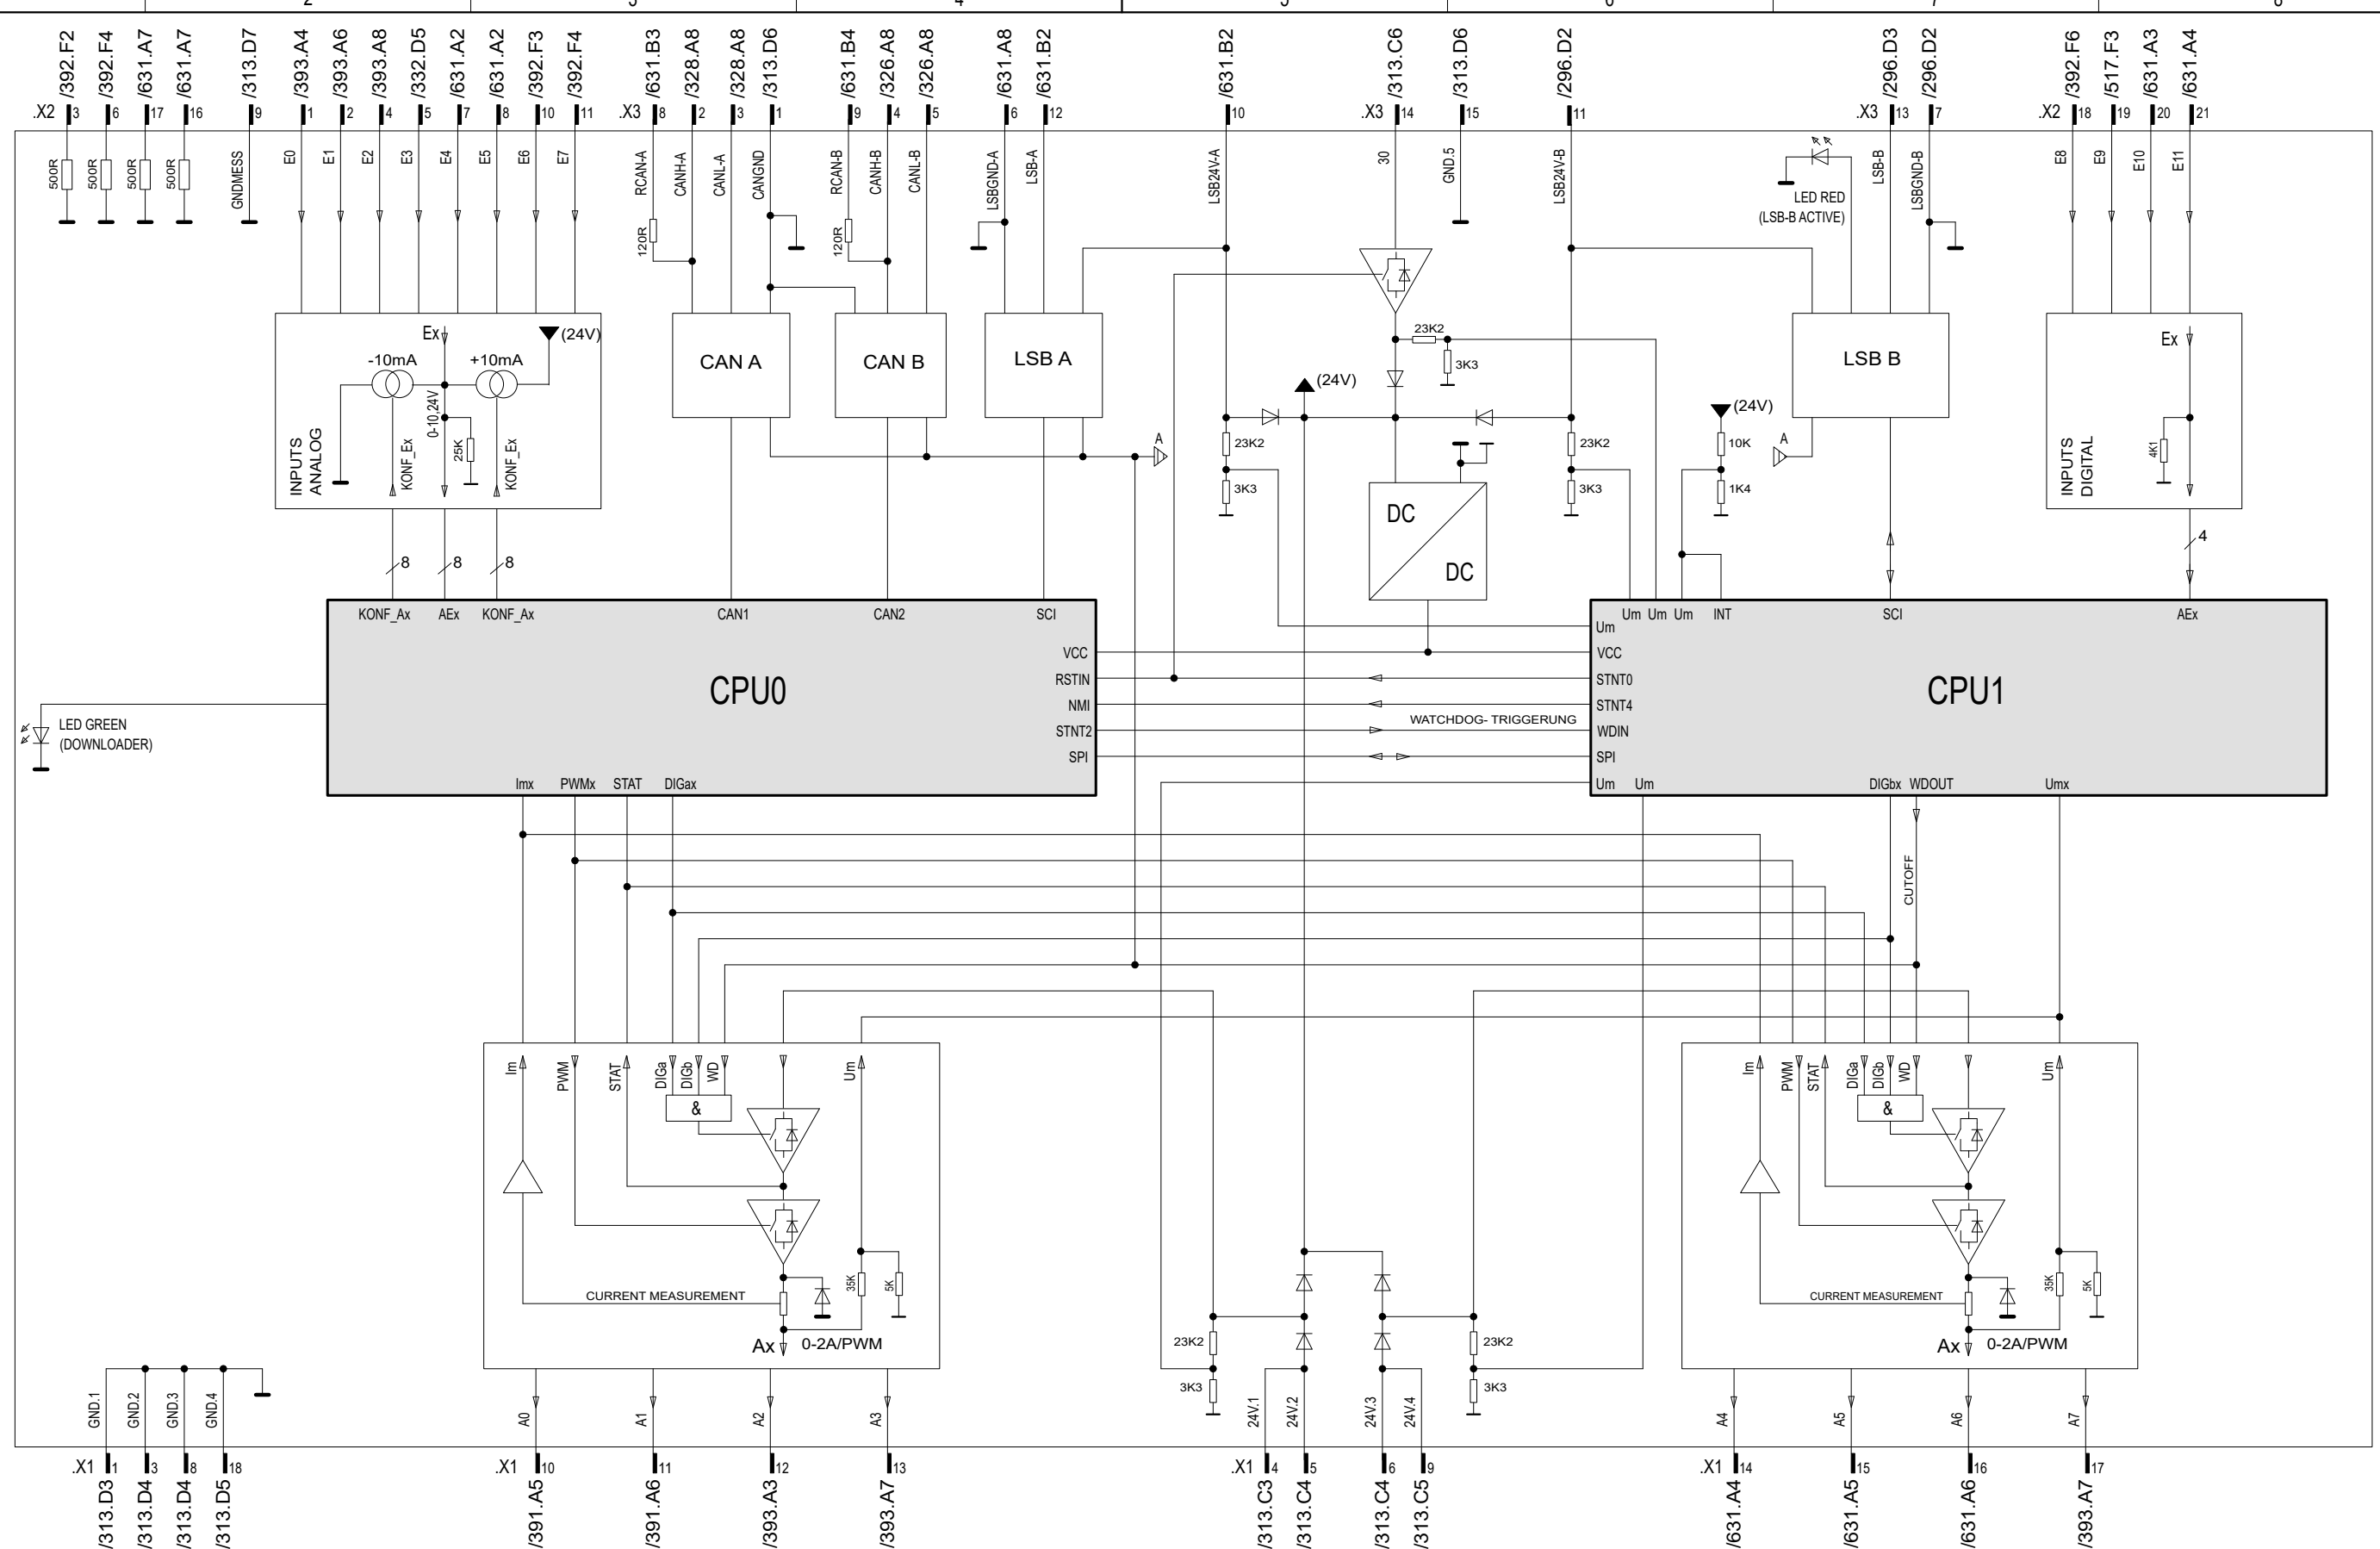 2 3 4 5 6 7 8
/392.F2 /392.F4 /631.A7 /631.A7 /313.D7 /393.A4 /393.A6 /393.A8 /332.D5 /631.A2 /631.A2 /392.F3 /392.F4 /631.B3 /328.A8 /328.A8 /313.D6 /631.B4 /326.A8 /326.A8 /631.A8 /631.B2 /631.B2 /313.C6 /313.D6 /296.D2 /296.D3 /296.D2 /392.F6 /517.F3 /631.A3 /631.A4
.X2 3 6 17 16 9 1 2 4 5 7 8 10 11 .X3 8 2 3 1 9 4 5 6 12 10 .X3 14 15 11 .X3 13 7 .X2 18 19 20 21
500R 500R 500R 500R GNDMESS E0 E1 E2 E3 E4 E5 E6 E7 RCAN-A CANH-A CANL-A CANGND RCAN-B CANH-B CANL-B LSBGND-A LSB-A LSB24V-A 30 GND.5 LSB24V-B LSB-B LSBGND-B E8 E9 E10 E11
LED RED
(LSB-B ACTIVE)
120R 120R
Ex (24V)
-10mA +10mA
0-10,24V
KONF_Ex 25K KONF_Ex
INPUTS
ANALOG
CAN A CAN B LSB A
23K2
3K3
(24V)
23K2
3K3
23K2
3K3
(24V)
10K
1K4
A
A
LSB B
Ex
4K1
INPUTS
DIGITAL
DC
DC
8 8 8 4
KONF_Ax AEx KONF_Ax CAN1 CAN2 SCI
Um Um Um INT SCI AEx
Um
VCC VCC
RSTIN STNT0
NMI STNT4
WATCHDOG- TRIGGERUNG
STNT2 WDIN
SPI SPI
CPU0 CPU1
LED GREEN
(DOWNLOADER)
Imx PWMx STAT DIGax
Um Um DIGbx WDOUT Umx
CUTOFF
Im PWM STAT DIGa DIGb WD Um
&
CURRENT MEASUREMENT
35K 5K
Ax 0-2A/PWM
Im PWM STAT DIGa DIGb WD Um
&
CURRENT MEASUREMENT
35K 5K
Ax 0-2A/PWM
23K2 23K2
3K3 3K3
GND.1 GND.2 GND.3 GND.4 A0 A1 A2 A3 24V.1 24V.2 24V.3 24V.4 A4 A5 A6 A7
.X1 1 3 8 18 .X1 10 11 12 13 .X1 4 5 6 9 .X1 14 15 16 17
/313.D3 /313.D4 /313.D4 /313.D5 /391.A5 /391.A6 /393.A3 /393.A7 /313.C3 /313.C4 /313.C4 /313.C5 /631.A4 /631.A5 /631.A6 /393.A7